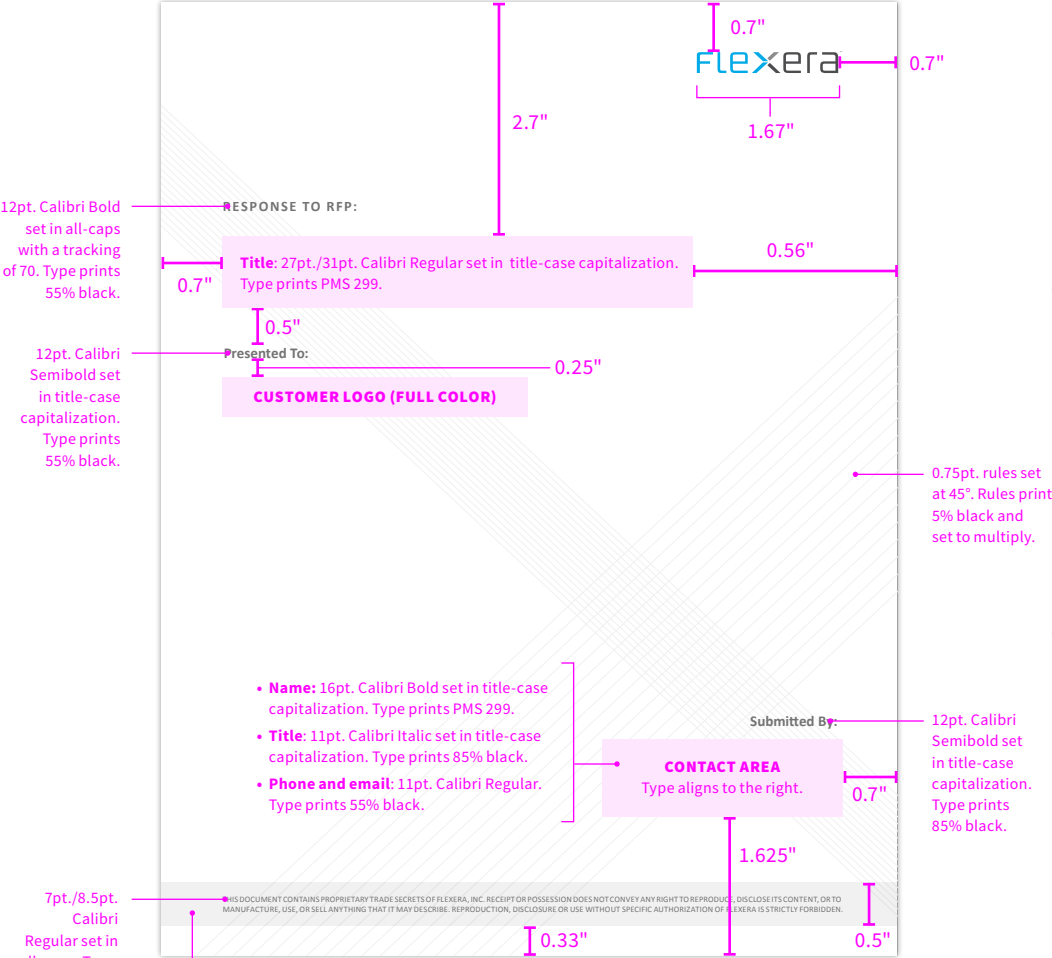 0.7"
flexera
0.7"
1.67"
2.7"
12pt. Calibri Bold
set in all-caps
with a tracking
of 70. Type prints
55% black.
RESPONSE TO RFP:
0.56"
Title: 27pt./31pt. Calibri Regular set in title-case capitalization.
Type prints PMS 299.
0.7"
0.5"
12pt. Calibri
Semibold set
in title-case
capitalization.
Type prints
55% black.
Presented To:
0.25"
CUSTOMER LOGO (FULL COLOR)
0.75pt. rules set
at 45°. Rules print
5% black and
set to multiply.
• Name: 16pt. Calibri Bold set in title-case
capitalization. Type prints PMS 299.
• Title: 11pt. Calibri Italic set in title-case
capitalization. Type prints 85% black.
• Phone and email: 11pt. Calibri Regular.
Type prints 55% black.
Submitted By:
12pt. Calibri
Semibold set
in title-case
capitalization.
Type prints
85% black.
CONTACT AREA
Type aligns to the right.
0.7"
1.625"
7pt./8.5pt.
Calibri
Regular set in
THIS DOCUMENT CONTAINS PROPRIETARY TRADE SECRETS OF FLEXERA, INC. RECEIPT OR POSSESSION DOES NOT CONVEY ANY RIGHT TO REPRODUCE, DISCLOSE ITS CONTENT, OR TO
MANUFACTURE, USE, OR SELL ANYTHING THAT IT MAY DESCRIBE. REPRODUCTION, DISCLOSURE OR USE WITHOUT SPECIFIC AUTHORIZATION OF FLEXERA IS STRICTLY FORBIDDEN.
0.33"
0.5"